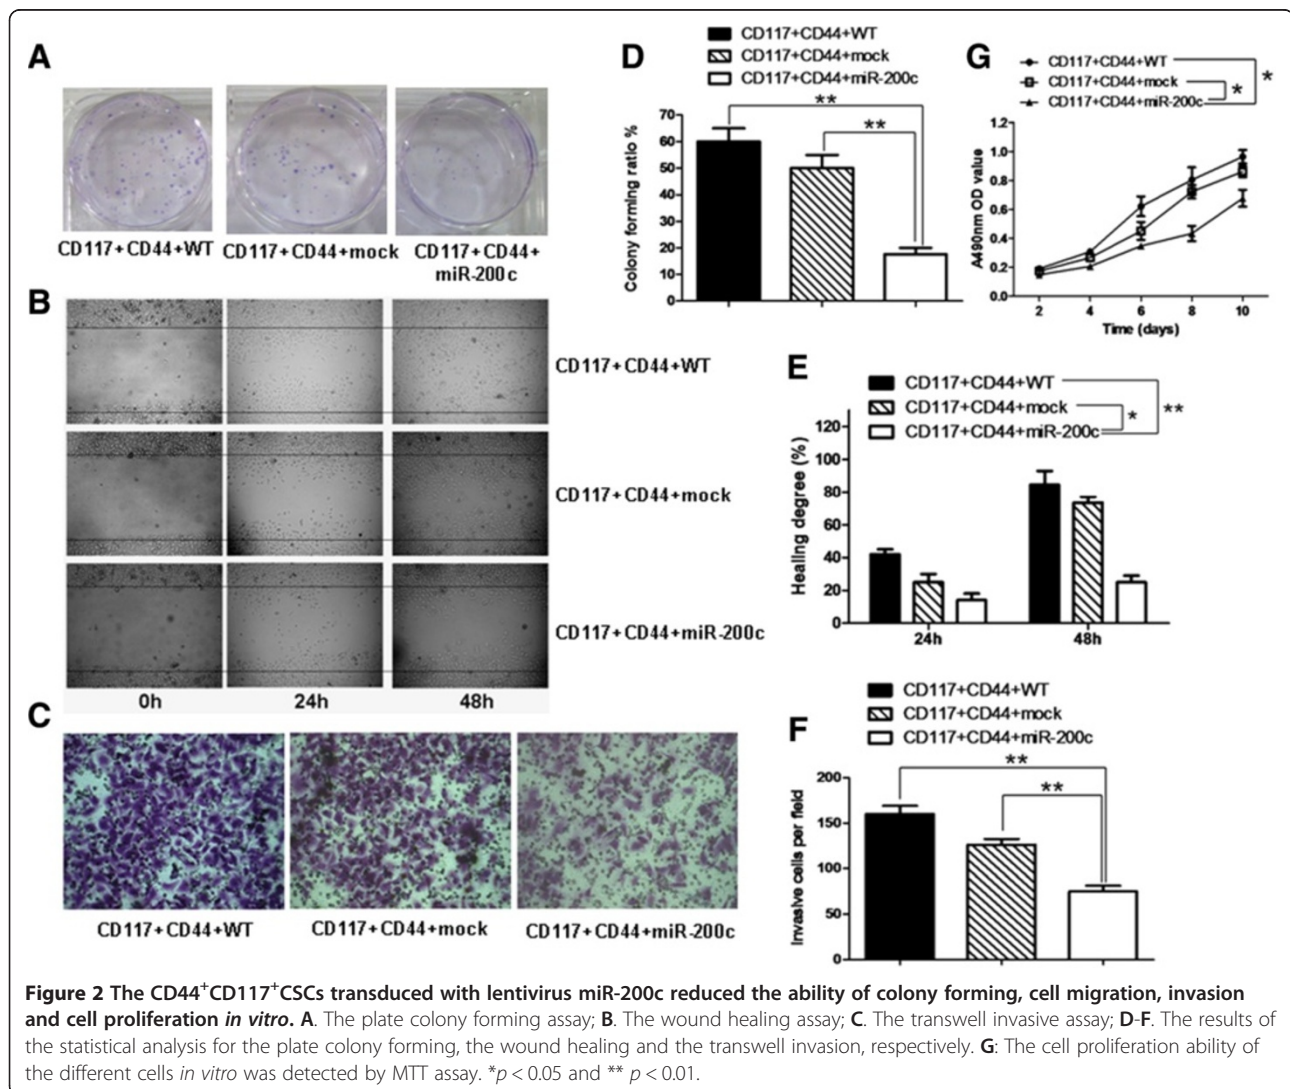 A
CD117+CD44+WT
CD117+CD44+mock
CD117+CD44+
miR-200c
B
CD117+CD44+WT
CD117+CD44+mock
CD117+CD44+miR-200c
0h
24h
48h
C
CD117+CD44+WT
CD117+CD44+mock
CD117+CD44+miR-200c
D
CD117+CD44+WT
CD117+CD44+mock
CD117+CD44+miR-200c
**
**
Colony forming ratio %
70
60
50
40
30
20
10
0
G
CD117+CD44+WT
CD117+CD44+mock
CD117+CD44+miR-200c
*
*
A490nm OD value
1.2
1.0
0.8
0.6
0.4
0.2
0.0
2 4 6 8 10
Time (days)
E
CD117+CD44+WT
CD117+CD44+mock
CD117+CD44+miR-200c
*
**
Healing degree (%)
120
100
80
60
40
20
0
24h 48h
F
CD117+CD44+WT
CD117+CD44+mock
CD117+CD44+miR-200c
**
**
Invasive cells per field
200
150
100
50
0
Figure 2 The CD44+CD117+CSCs transduced with lentivirus miR-200c reduced the ability of colony forming, cell migration, invasion
and cell proliferation in vitro. A. The plate colony forming assay; B. The wound healing assay; C. The transwell invasive assay; D-F. The results of
the statistical analysis for the plate colony forming, the wound healing and the transwell invasion, respectively. G: The cell proliferation ability of
the different cells in vitro was detected by MTT assay. *p < 0.05 and ** p < 0.01.